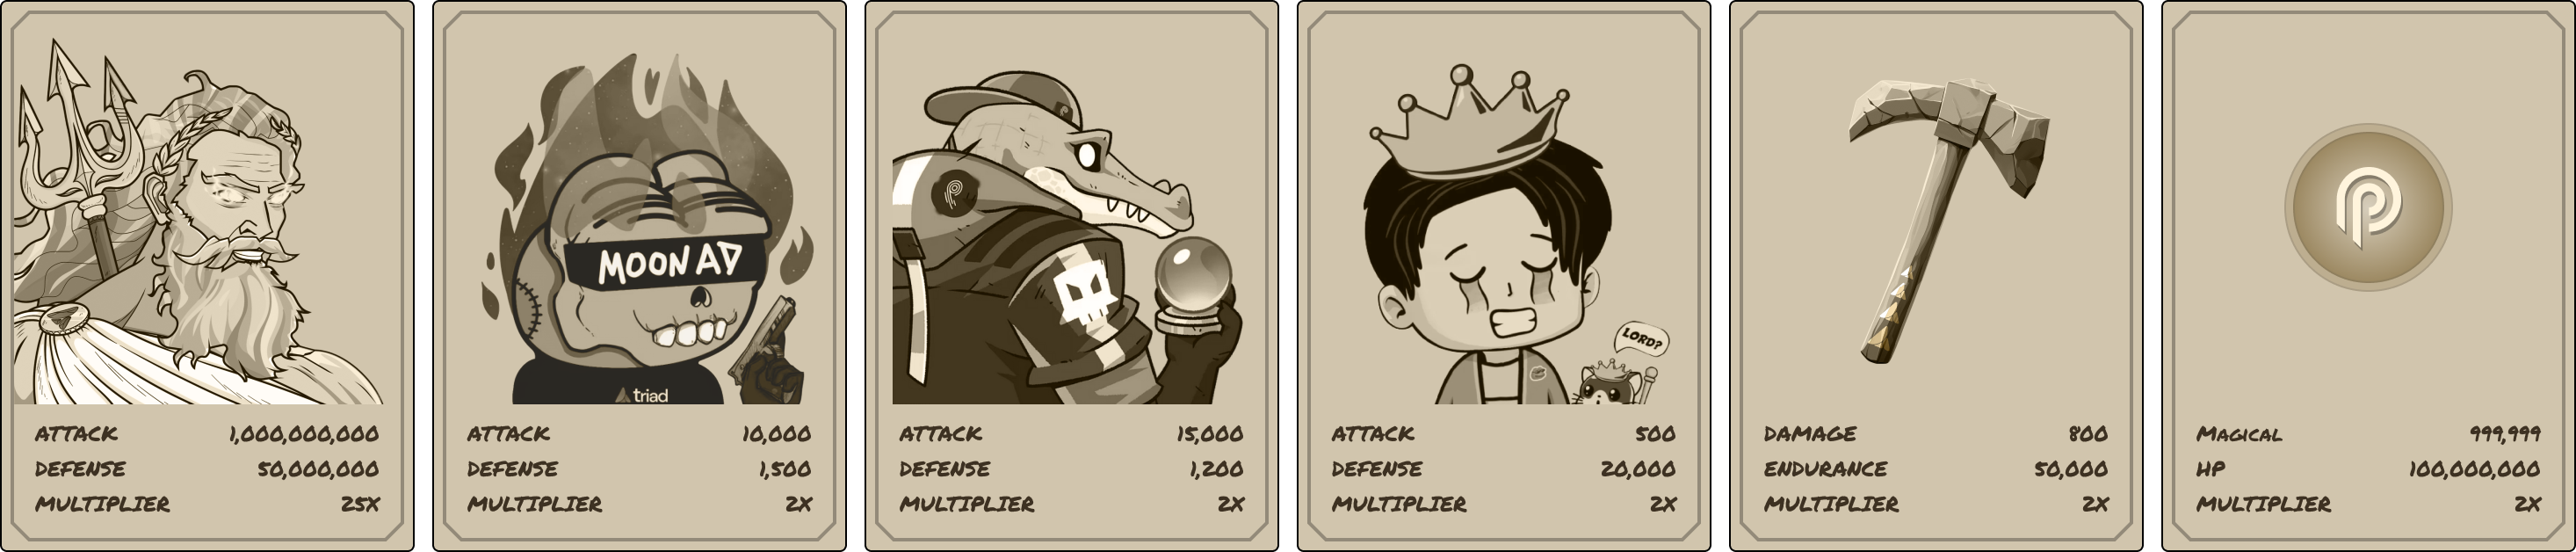 MOON AD
triad
LORD?
ATTACK 1,000,000,000
DEFENSE 50,000,000
MULTIPLIER 25X
ATTACK 10,000
DEFENSE 1,500
MULTIPLIER 2X
ATTACK 15,000
DEFENSE 1,200
MULTIPLIER 2X
ATTACK 500
DEFENSE 20,000
MULTIPLIER 2X
DAMAGE 800
ENDURANCE 50,000
MULTIPLIER 2X
Magical 999,999
HP 100,000,000
MULTIPLIER 2X